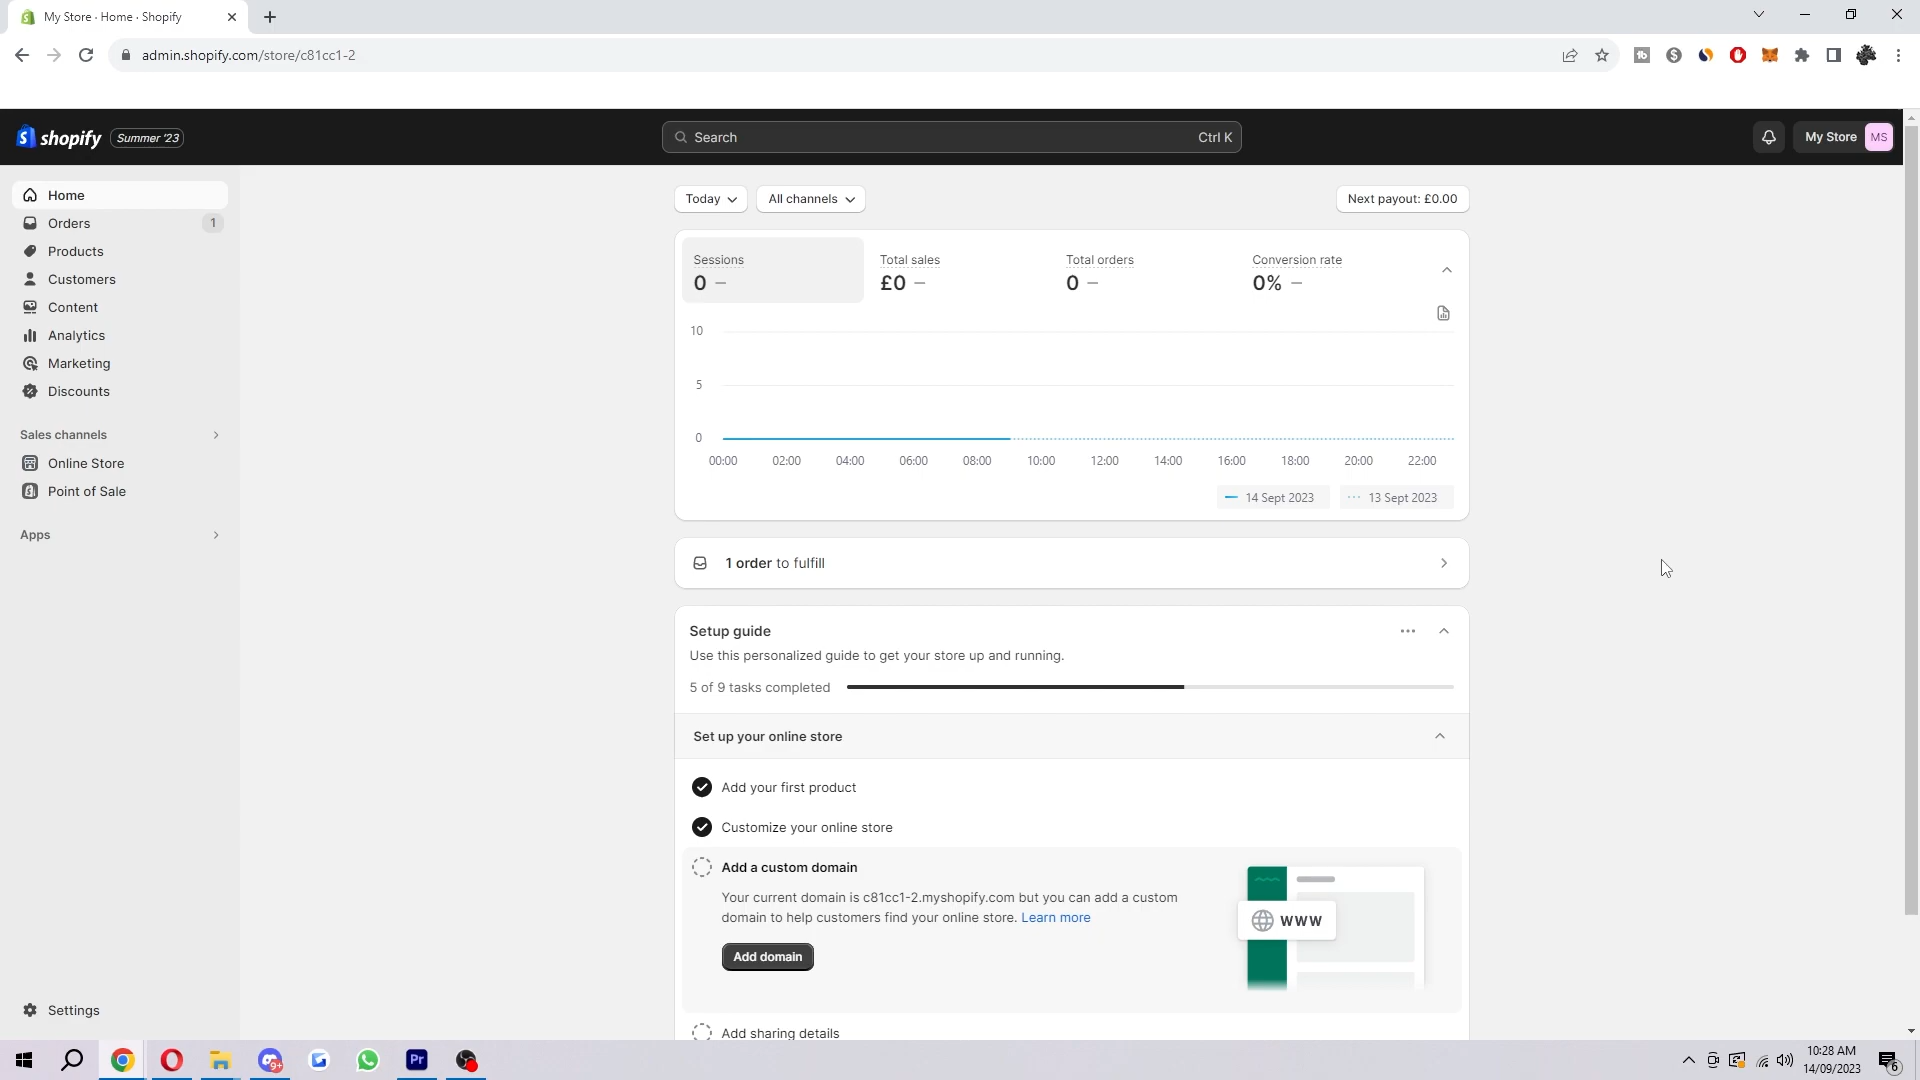 My Store · Home · Shopify
admin.shopify.com/store/c81cc1-2
shopify Summer '23
Search Ctrl K
My Store MS
Home
Orders 1
Products
Customers
Content
Analytics
Marketing
Discounts
Sales channels
Online Store
Point of Sale
Apps
Settings
Today
All channels
Next payout: £0.00
Sessions
0 –
Total sales
£0 –
Total orders
0 –
Conversion rate
0% –
10
5
0
00:00 02:00 04:00 06:00 08:00 10:00 12:00 14:00 16:00 18:00 20:00 22:00
14 Sept 2023 13 Sept 2023
1 order to fulfill
Setup guide
Use this personalized guide to get your store up and running.
5 of 9 tasks completed
Set up your online store
Add your first product
Customize your online store
Add a custom domain
Your current domain is c81cc1-2.myshopify.com but you can add a custom
domain to help customers find your online store. Learn more
Add domain
WWW
Add sharing details
9+
Pr
10:28 AM
14/09/2023
6